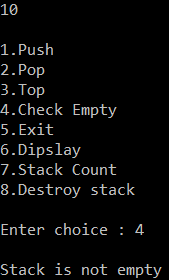 10
1.Push
2.Pop
3.Top
4.Check Empty
5.Exit
6.Dipslay
7.Stack Count
8.Destroy stack
Enter choice : 4
Stack is not empty